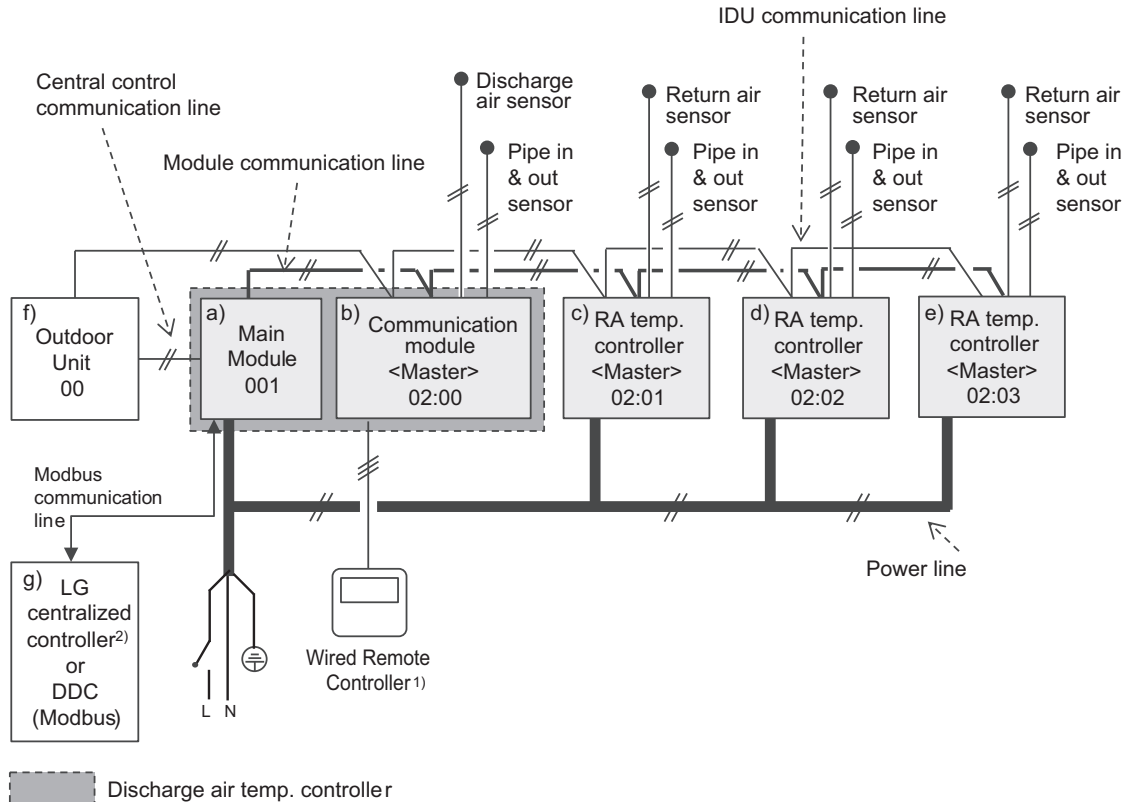 IDU communication line
Central control
communication line
Module communication line
Discharge
air sensor
Pipe in
& out
sensor
Return air
sensor
Pipe in
& out
sensor
Return air
sensor
Pipe in
& out
sensor
Return air
sensor
Pipe in
& out
sensor
f)
Outdoor
Unit
00
a)
Main
Module
001
b)
Communication
module
<Master>
02:00
c)
RA temp.
controller
<Master>
02:01
d)
RA temp.
controller
<Master>
02:02
e)
RA temp.
controller
<Master>
02:03
Modbus
communication
line
Power line
g)
LG
centralized
controller2)
or
DDC
(Modbus)
L N
Wired Remote
Controller1)
Discharge air temp. controller